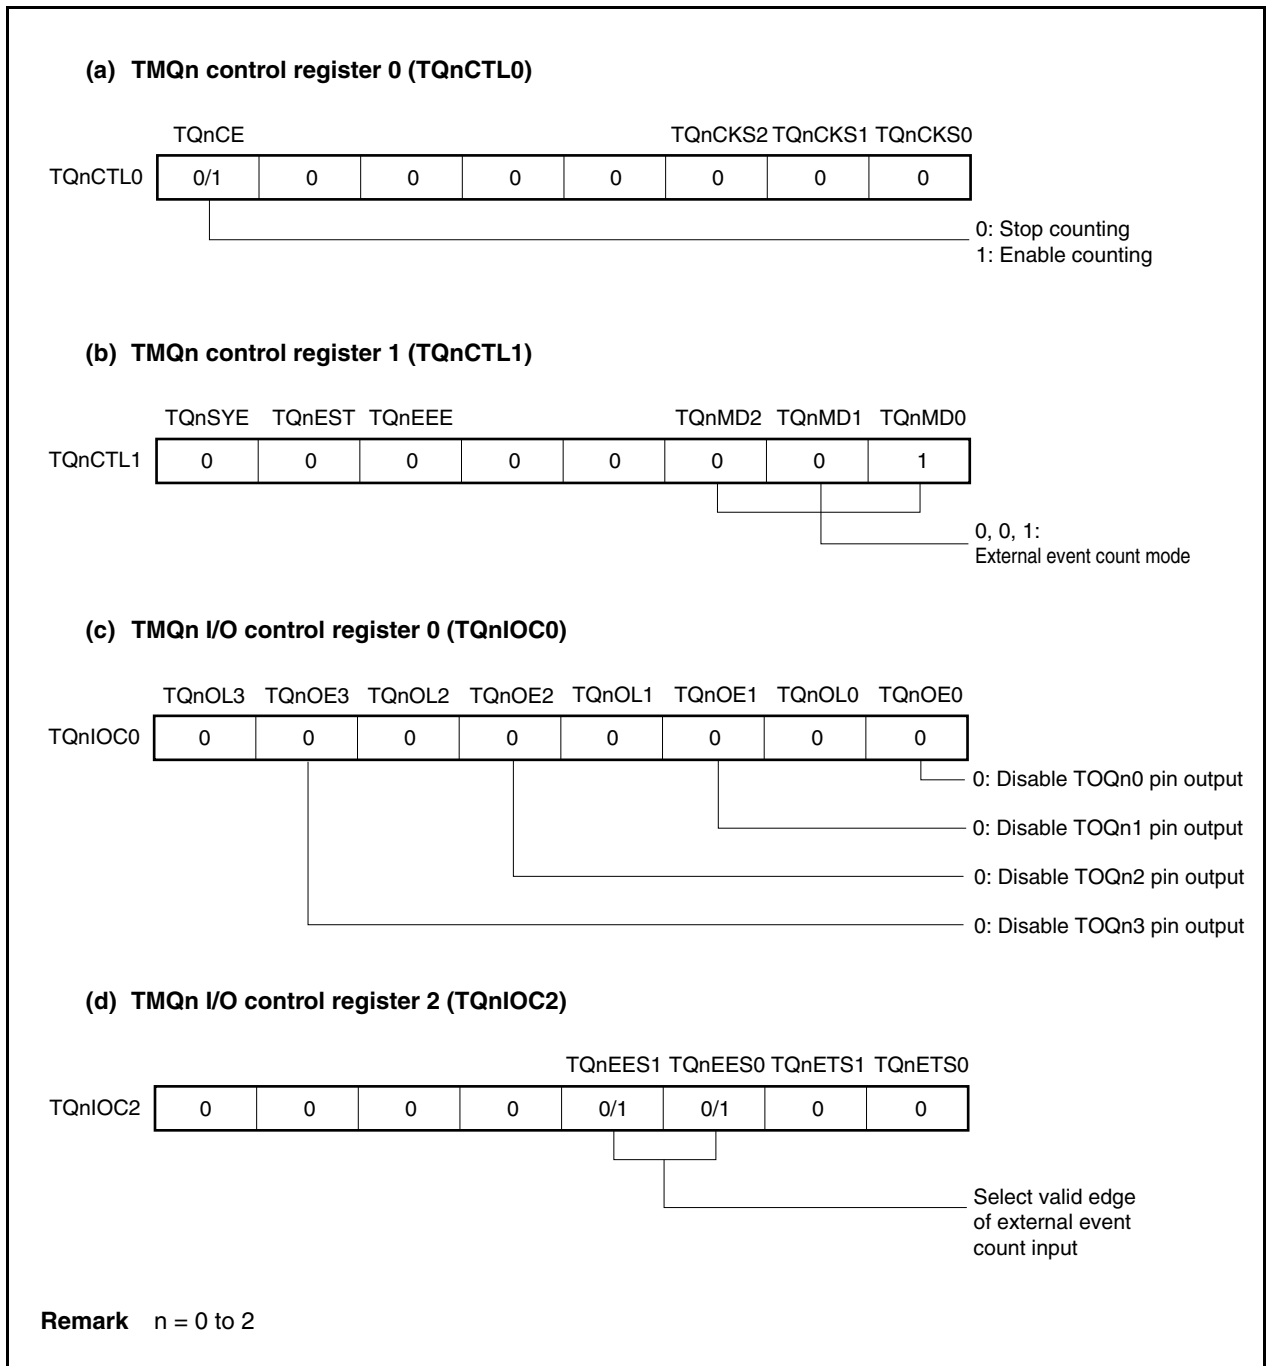 (a) TMQn control register 0 (TQnCTL0)
TQnCE TQnCKS2 TQnCKS1 TQnCKS0
TQnCTL0 0/1 0 0 0 0 0 0 0
0: Stop counting
1: Enable counting
(b) TMQn control register 1 (TQnCTL1)
TQnSYE TQnEST TQnEEE TQnMD2 TQnMD1 TQnMD0
TQnCTL1 0 0 0 0 0 0 0 1
0, 0, 1:
External event count mode
(c) TMQn I/O control register 0 (TQnIOC0)
TQnOL3 TQnOE3 TQnOL2 TQnOE2 TQnOL1 TQnOE1 TQnOL0 TQnOE0
TQnIOC0 0 0 0 0 0 0 0 0
0: Disable TOQn0 pin output
0: Disable TOQn1 pin output
0: Disable TOQn2 pin output
0: Disable TOQn3 pin output
(d) TMQn I/O control register 2 (TQnIOC2)
TQnEES1 TQnEES0 TQnETS1 TQnETS0
TQnIOC2 0 0 0 0 0/1 0/1 0 0
Select valid edge
of external event
count input
Remark n = 0 to 2